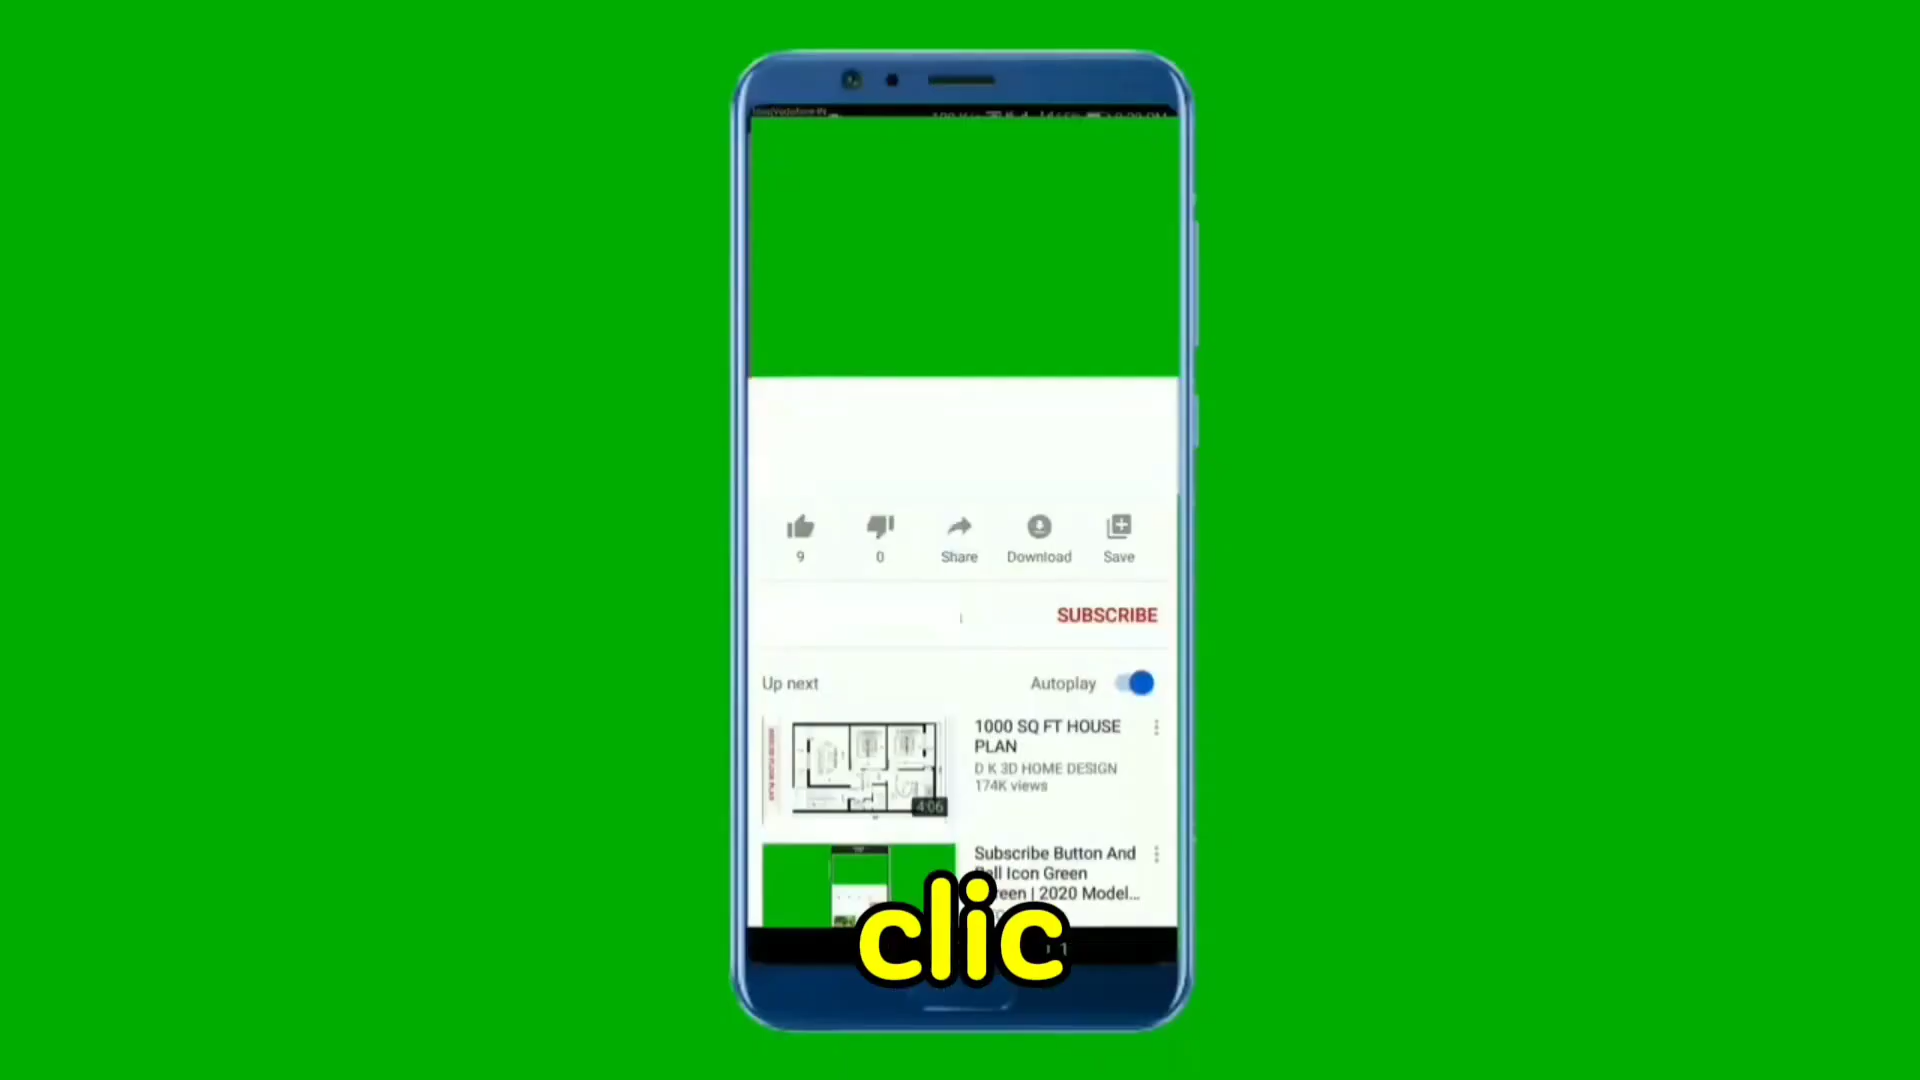 9
0
Share
Download
Save
SUBSCRIBE
Up next
Autoplay
1000 SQ FT HOUSE
PLAN
D K 3D HOME DESIGN
174K views
4:06
Subscribe Button And
Icon Green
| 2020 Model...
clic